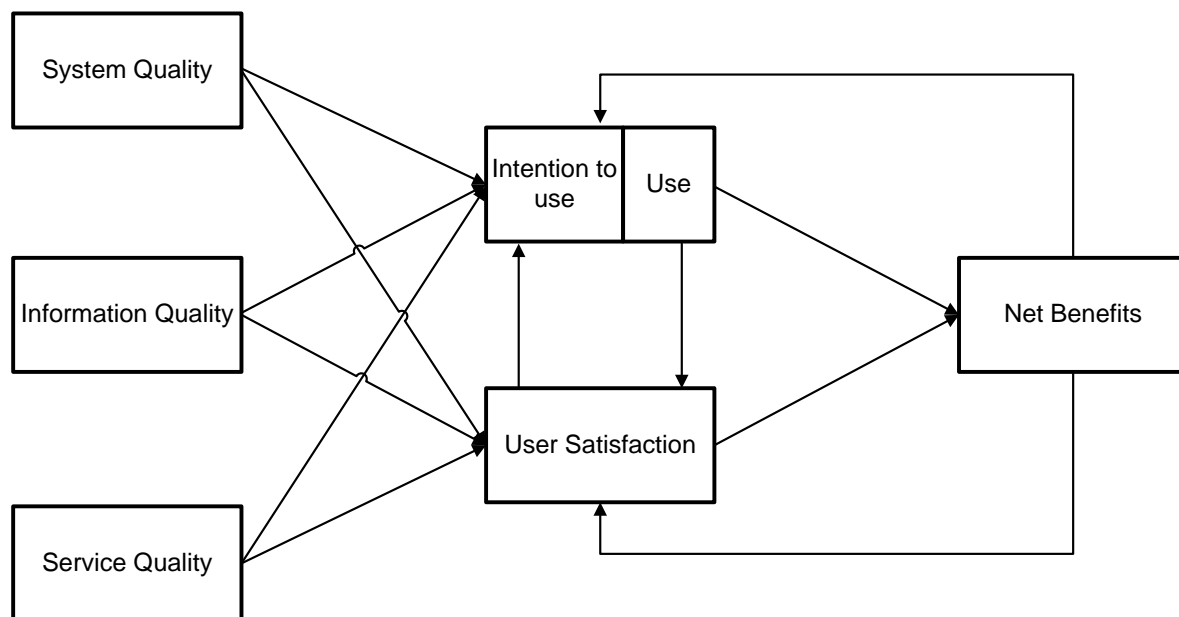 System Quality
Intention to
use
Use
Information Quality
Net Benefits
User Satisfaction
Service Quality